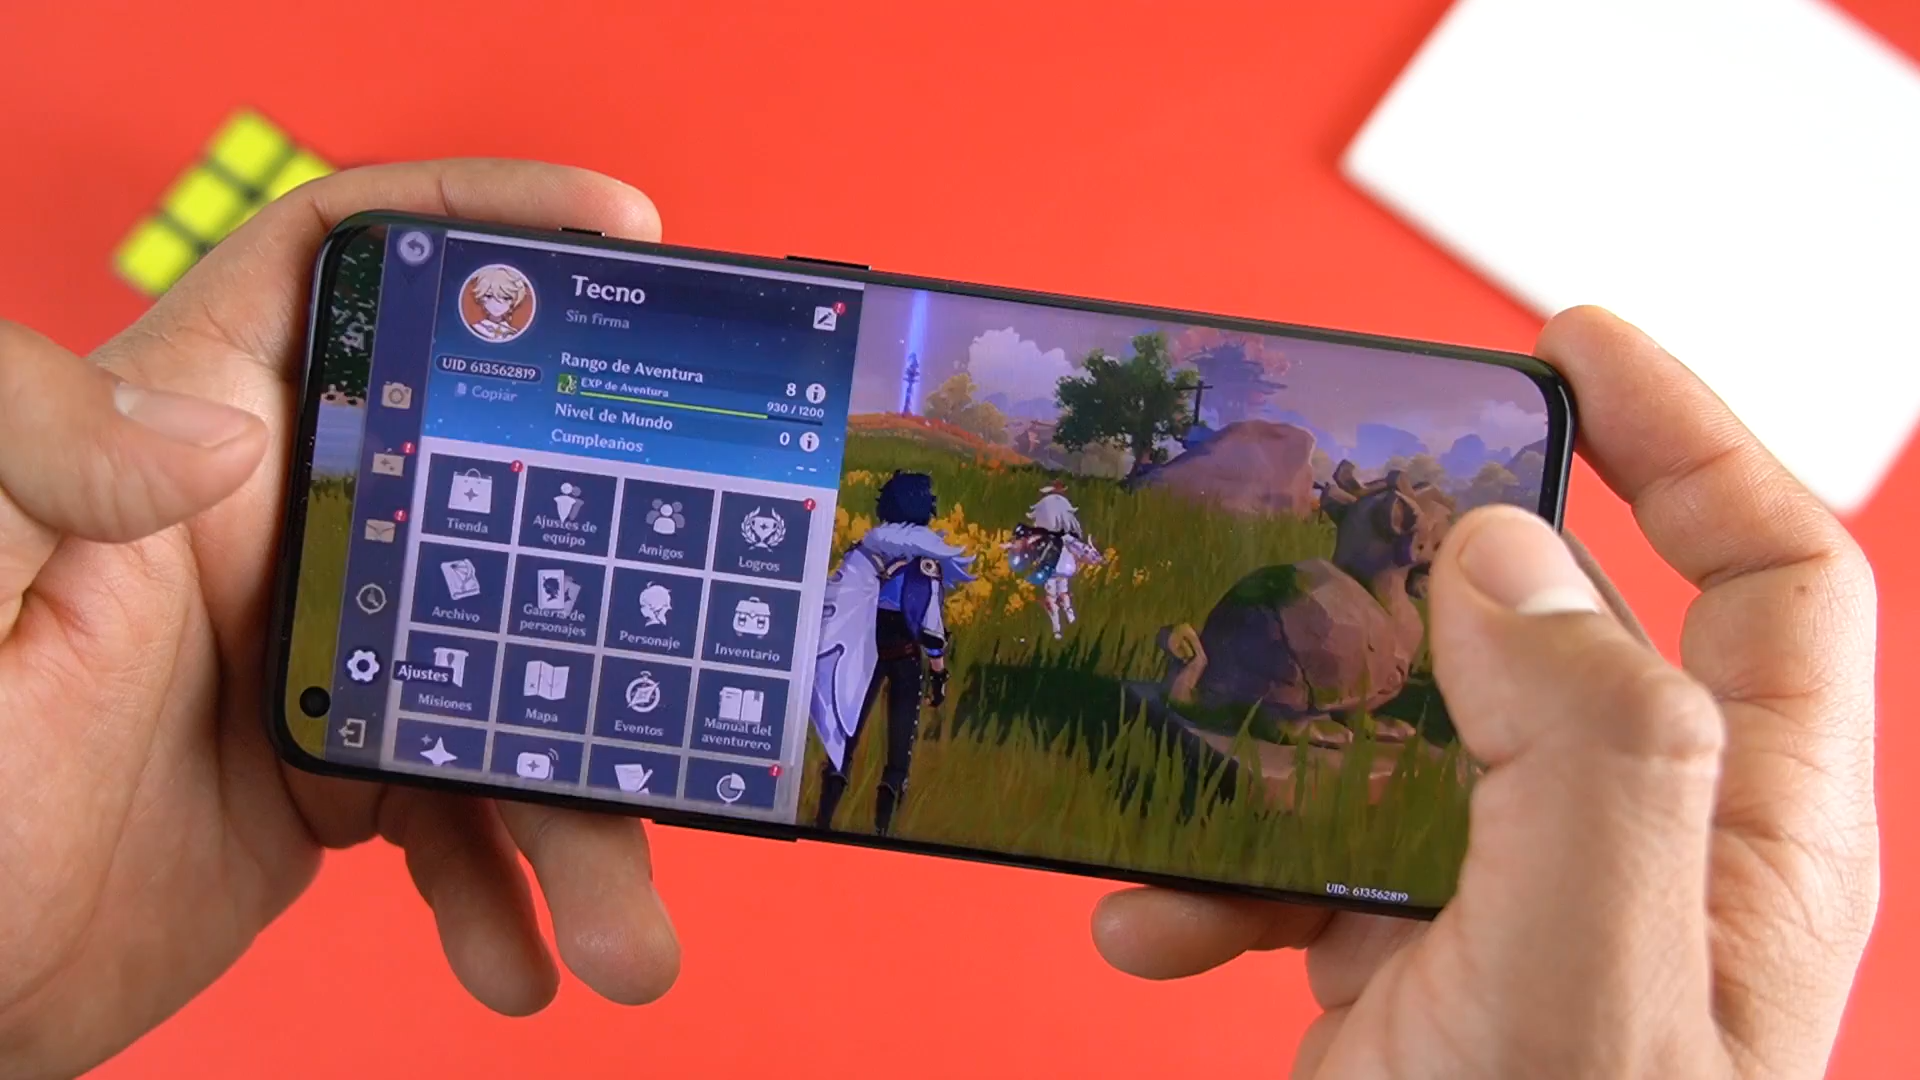 Tecno
Sin firma
UID 613562819
Copiar
Rango de Aventura
8
EXP de Aventura
930 / 1200
Nivel de Mundo
0
Cumpleaños
--
Tienda
Ajustes de
equipo
Amigos
Logros
Archivo
Galería de
personajes
Personaje
Inventario
Ajustes
Misiones
Mapa
Eventos
Manual del
aventurero
UID: 613562819